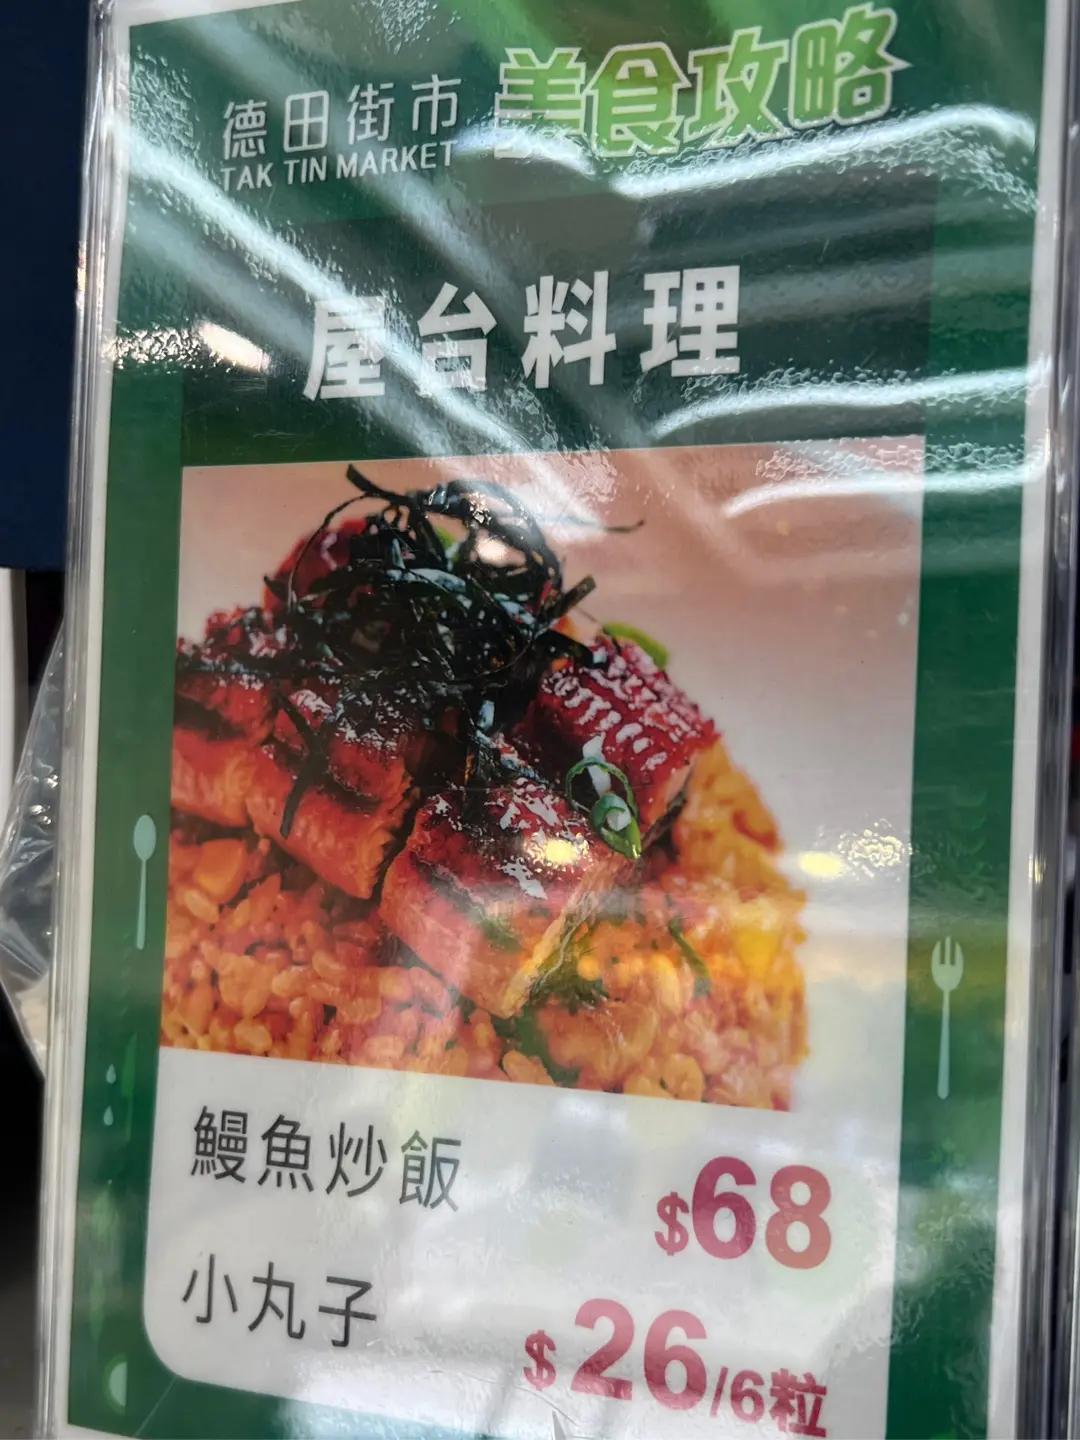 德田街市 美食攻略
TAK TIN MARKET
屋台料理
鰻魚炒飯 $68
小丸子 $26/6粒